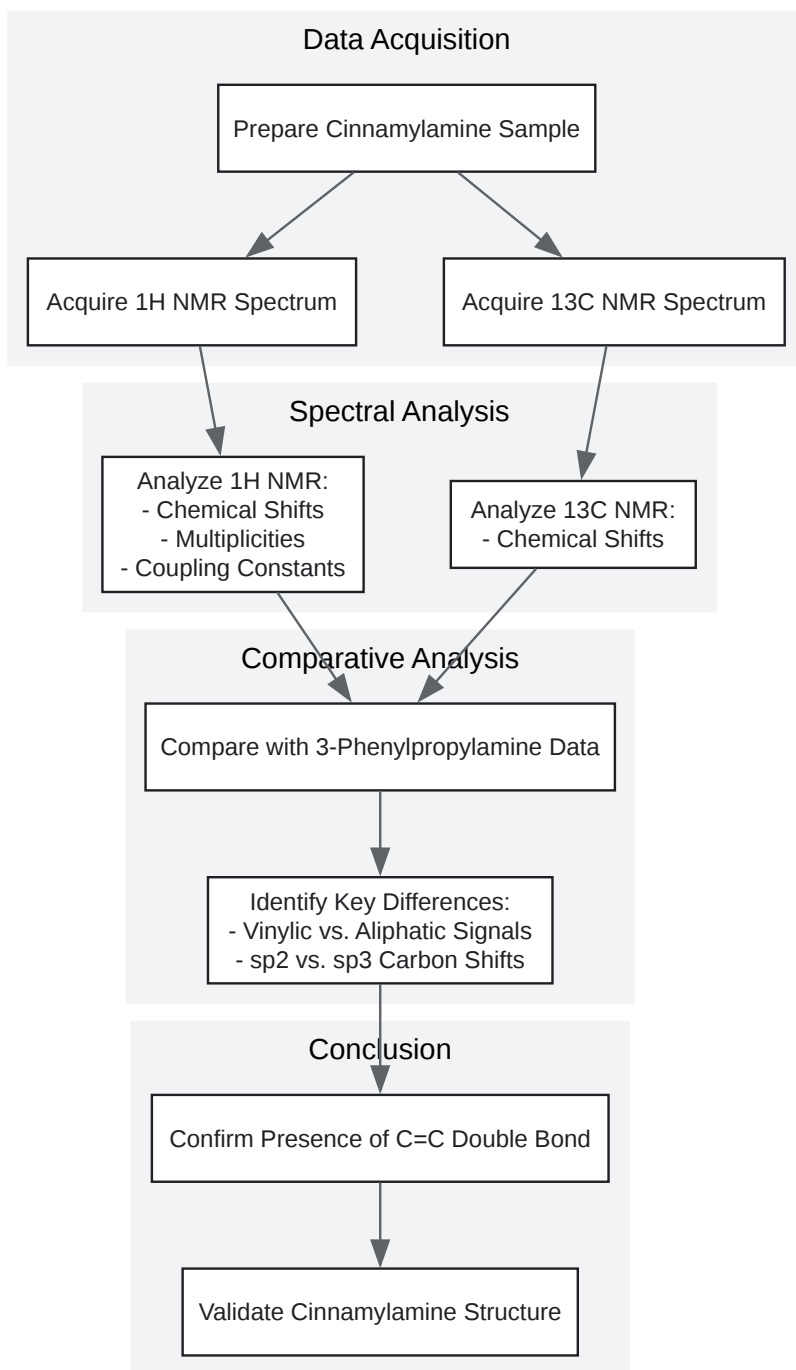 Data Acquisition
Prepare Cinnamylamine Sample
Acquire 1H NMR Spectrum
Acquire 13C NMR Spectrum
Spectral Analysis
Analyze 1H NMR:
- Chemical Shifts
- Multiplicities
- Coupling Constants
Analyze 13C NMR:
- Chemical Shifts
Comparative Analysis
Compare with 3-Phenylpropylamine Data
Identify Key Differences:
- Vinylic vs. Aliphatic Signals
- sp2 vs. sp3 Carbon Shifts
Conclusion
Confirm Presence of C=C Double Bond
Validate Cinnamylamine Structure